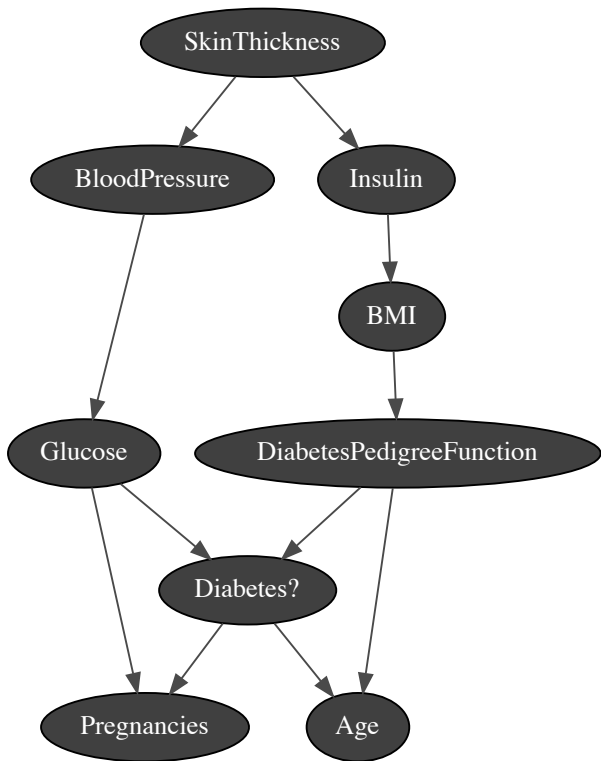 SkinThickness
BloodPressure
Insulin
BMI
Glucose
DiabetesPedigreeFunction
Diabetes?
Pregnancies
Age